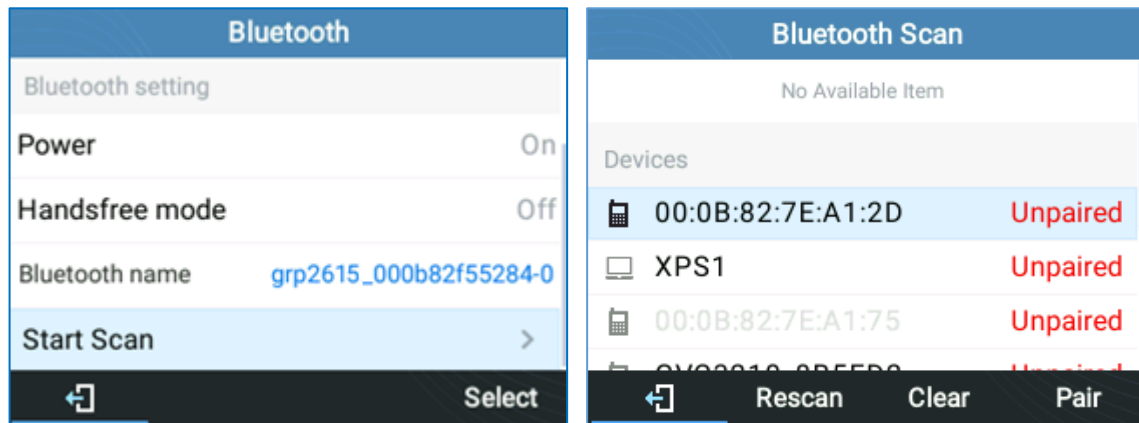 Bluetooth
Bluetooth setting
Power On
Handsfree mode Off
Bluetooth name grp2615_000b82f55284-0
Start Scan >
Select
Bluetooth Scan
No Available Item
Devices
00:0B:82:7E:A1:2D Unpaired
XPS1 Unpaired
00:0B:82:7E:A1:75 Unpaired
Rescan Clear Pair